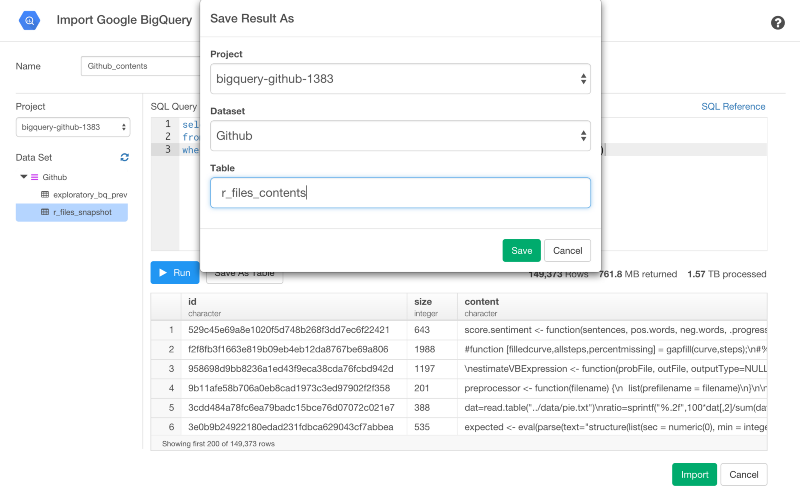 Import Google BigQuery
Save Result As
Project
bigquery-github-1383
Dataset
Github
Table
r_files_contents
Save
Cancel
Name
Github_contents
Project
bigquery-github-1383
Data Set
Github
exploratory_bq_prev
r_files_snapshot
SQL Query
SQL Reference
1 sel
2 fro
3 whe )
Run
Save As Table
149,373 Rows 761.8 MB returned 1.57 TB processed
id size content
character integer character
1 529c45e69a8e1020f5d748b268f3dd7ec6f22421 643 score.sentiment <- function(sentences, pos.words, neg.words, .progress
2 f2f8fb3f1663e819b09eb4eb12da8767be69a806 1988 #function [filledcurve,allsteps,percentmissing] = gapfill(curve,steps);\n#%
3 958698d9bb8236a1ed43f9eca38cda76fcbd942d 1197 \nestimateVBExpression <- function(probFile, outFile, outputType=NULL
4 9b11afe58b706a0eb8cad1973c3ed97902f2f358 201 preprocessor <- function(filename) {\n list(prefilename = filename)\n}\n\n
5 3cdd484a78fc6ea79badc15bce76d07072c021e7 388 dat=read.table("../data/pie.txt")\nratio=sprintf("%.2f",100*dat[,2]/sum(da
6 3e0b9b24922180edad231fdbca629043cf7abbea 535 expected <- eval(parse(text="structure(list(sec = numeric(0), min = intege
Showing first 200 of 149,373 rows
Import
Cancel